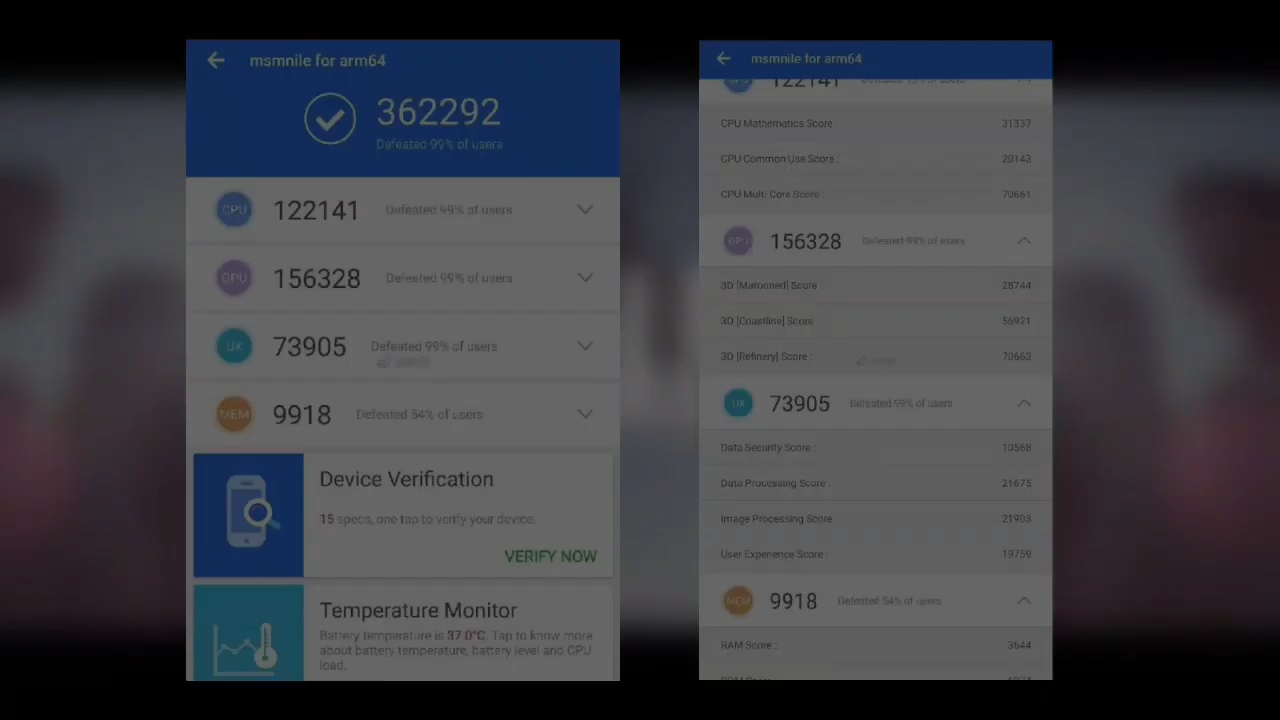 msmnile for arm64
362292
Defeated 99% of users
CPU 122141 Defeated 99% of users
GPU 156328 Defeated 99% of users
UX 73905 Defeated 99% of users
MEM 9918 Defeated 54% of users
Device Verification
15 specs, one tap to verify your device.
VERIFY NOW
Temperature Monitor
Battery temperature is 37.0°C. Tap to know more
about battery temperature, battery level and CPU
load.
msmnile for arm64
122141 Defeated 99% of users
CPU Mathematics Score : 31337
CPU Common Use Score : 20143
CPU Multi-Core Score : 70661
GPU 156328 Defeated 99% of users
3D [Marooned] Score : 28744
3D [Coastline] Score : 56921
3D [Refinery] Score : 70663
UX 73905 Defeated 99% of users
Data Security Score : 10568
Data Processing Score : 21675
Image Processing Score : 21903
User Experience Score : 19759
MEM 9918 Defeated 54% of users
RAM Score : 3644